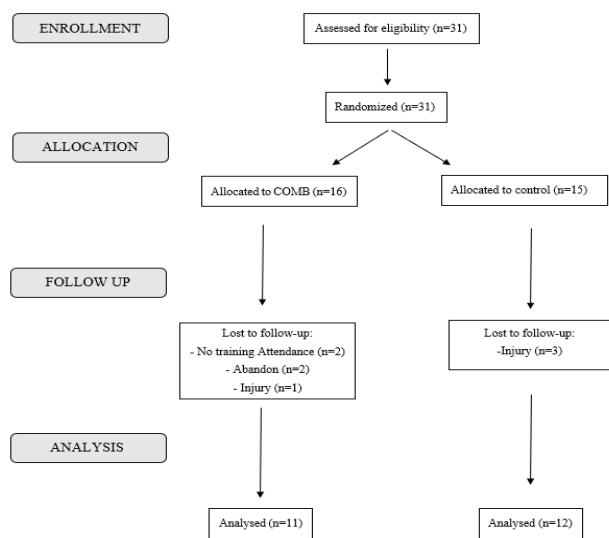 ENROLLMENT
Assessed for eligibility (n=31)
Randomized (n=31)
ALLOCATION
Allocated to COMB (n=16)
Allocated to control (n=15)
FOLLOW UP
Lost to follow-up:
- No training Attendance (n=2)
- Abandon (n=2)
- Injury (n=1)
Lost to follow-up:
-Injury (n=3)
ANALYSIS
Analysed (n=11)
Analysed (n=12)